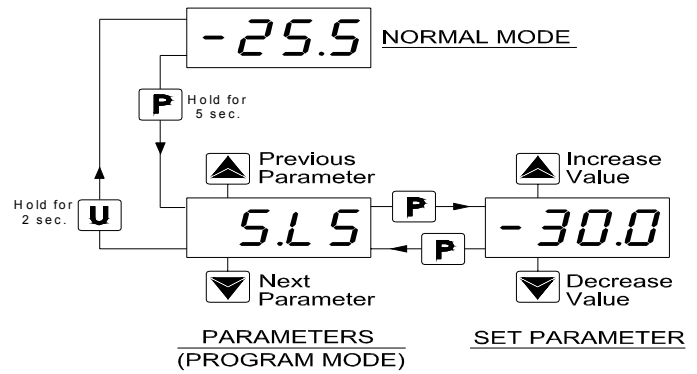 -25.5 NORMAL MODE
P Hold for
5 sec.
Previous
Parameter
Increase
Value
Hold for
2 sec.
U
P
S.L S
P
-30.0
Next
Parameter
Decrease
Value
PARAMETERS
(PROGRAM MODE)
SET PARAMETER